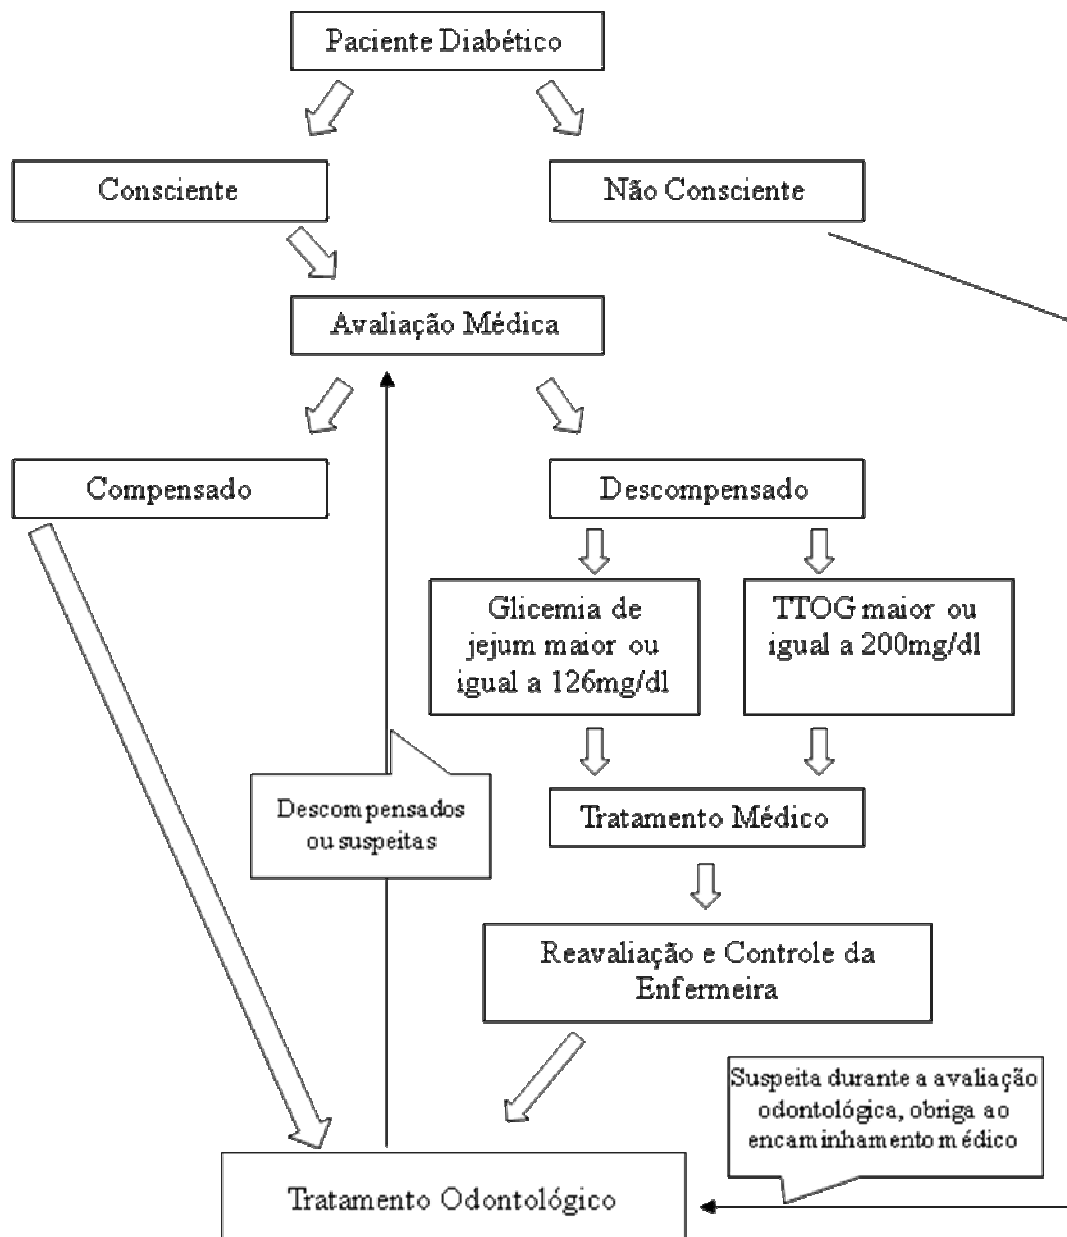 Paciente Diabético
Consciente
Não Consciente
Avaliação Médica
Compensado
Descompensado
Glicemia de
jejum maior ou
igual a 126mg/dl
TTOG maior ou
igual a 200mg/dl
Descompensados
ou suspeitas
Tratamento Médico
Reavaliação e Controle da
Enfermeira
Suspeita durante a avaliação
odontológica, obriga ao
encaminhamento médico
Tratamento Odontológico